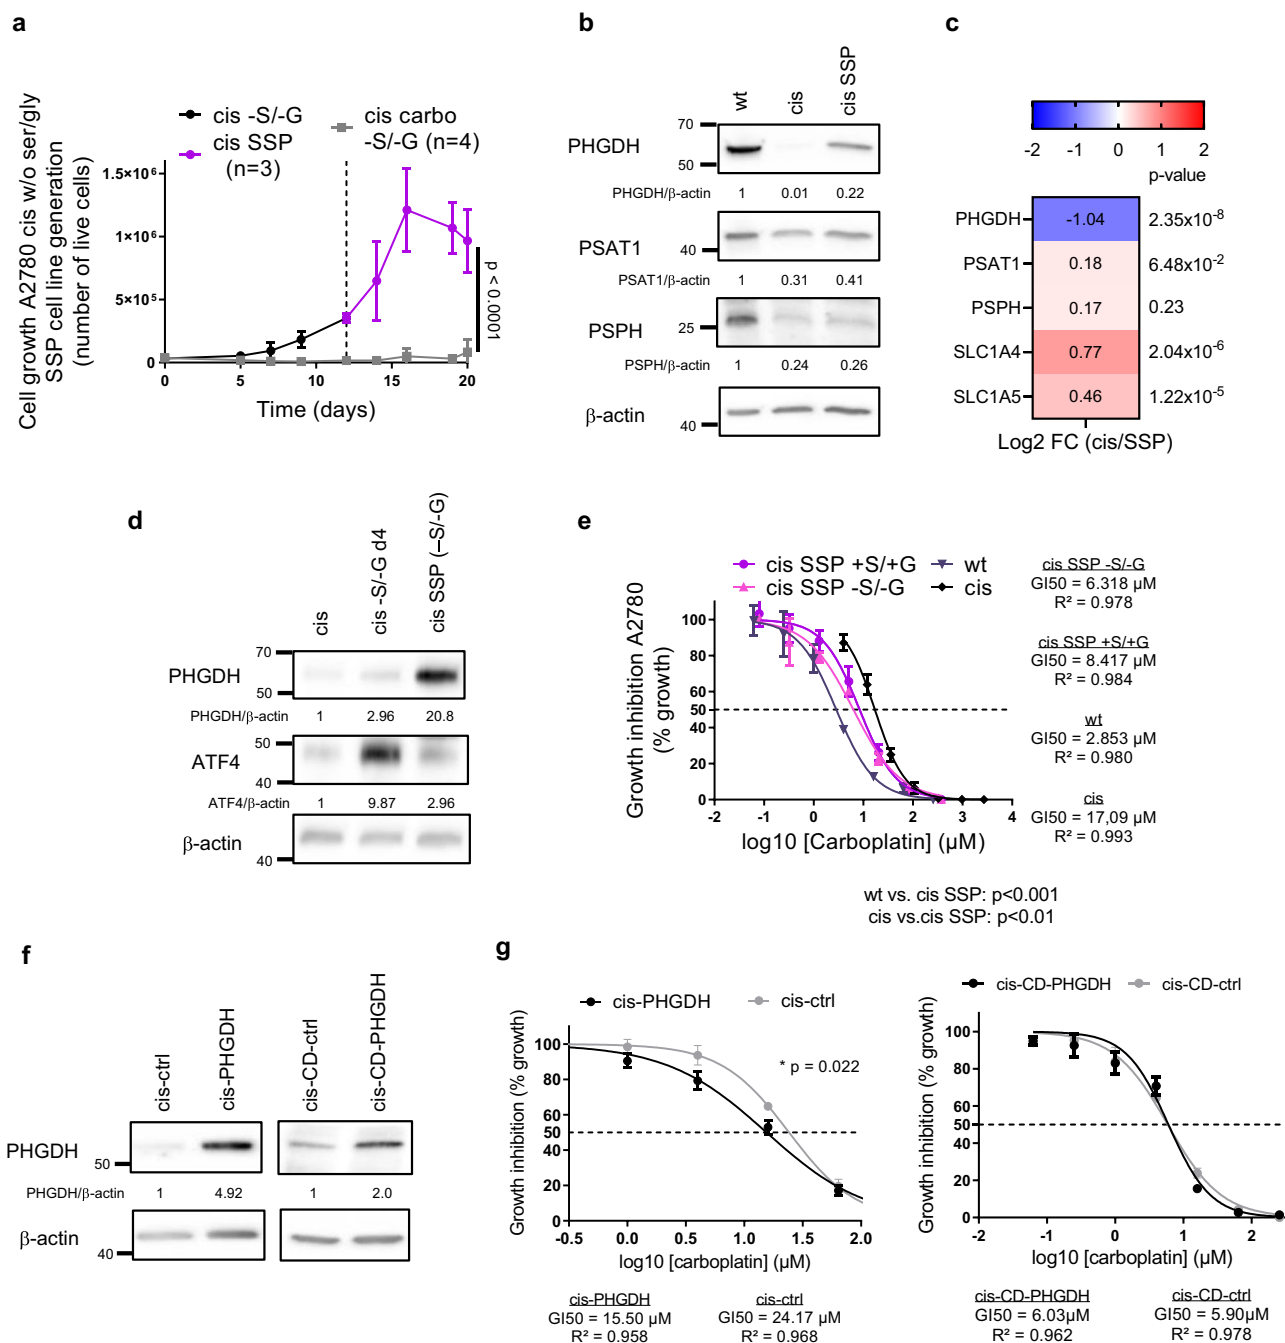 a
cis -S/-G
cis SSP
(n=3)
cis carbo
-S/-G (n=4)
Cell growth A2780 cis w/o ser/gly
SSP cell line generation
(number of live cells)
1.5×10⁶
1×10⁶
5×10⁵
0
0 5 10 15 20
Time (days)
p < 0.0001
b
wt cis cis SSP
70
PHGDH
50
PHGDH/β-actin 1 0.01 0.22
PSAT1
40
PSAT1/β-actin 1 0.31 0.41
PSPH
25
PSPH/β-actin 1 0.24 0.26
β-actin
40
c
-2 -1 0 1 2
p-value
PHGDH -1.04 2.35x10⁻⁸
PSAT1 0.18 6.48x10⁻²
PSPH 0.17 0.23
SLC1A4 0.77 2.04x10⁻⁶
SLC1A5 0.46 1.22x10⁻⁵
Log2 FC (cis/SSP)
d
cis cis -S/-G d4 cis SSP (–S/-G)
70
PHGDH
50
PHGDH/β-actin 1 2.96 20.8
50
ATF4
40
ATF4/β-actin 1 9.87 2.96
β-actin
40
e
cis SSP +S/+G wt
cis SSP -S/-G cis
Growth inhibition A2780
(% growth)
100
80
60
50
40
20
0
-2 -1 0 1 2 3 4
log10 [Carboplatin] (µM)
cis SSP -S/-G
GI50 = 6.318 µM
R² = 0.978
cis SSP +S/+G
GI50 = 8.417 µM
R² = 0.984
wt
GI50 = 2.853 µM
R² = 0.980
cis
GI50 = 17,09 µM
R² = 0.993
wt vs. cis SSP: p<0.001
cis vs.cis SSP: p<0.01
f
cis-ctrl cis-PHGDH cis-CD-ctrl cis-CD-PHGDH
PHGDH
50
PHGDH/β-actin 1 4.92 1 2.0
β-actin
40
g
cis-PHGDH cis-ctrl
* p = 0.022
Growth inhibition (% growth)
100
80
60
50
40
20
0
-0.5 0.0 0.5 1.0 1.5 2.0
log10 [carboplatin] (µM)
cis-PHGDH
GI50 = 15.50 µM
R² = 0.958
cis-ctrl
GI50 = 24.17 µM
R² = 0.968
cis-CD-PHGDH cis-CD-ctrl
Growth inhibition (% growth)
100
80
60
50
40
20
0
-2 -1 0 1 2
log10 [carboplatin] (µM)
cis-CD-PHGDH
GI50 = 6.03µM
R² = 0.962
cis-CD-ctrl
GI50 = 5.90µM
R² = 0.978